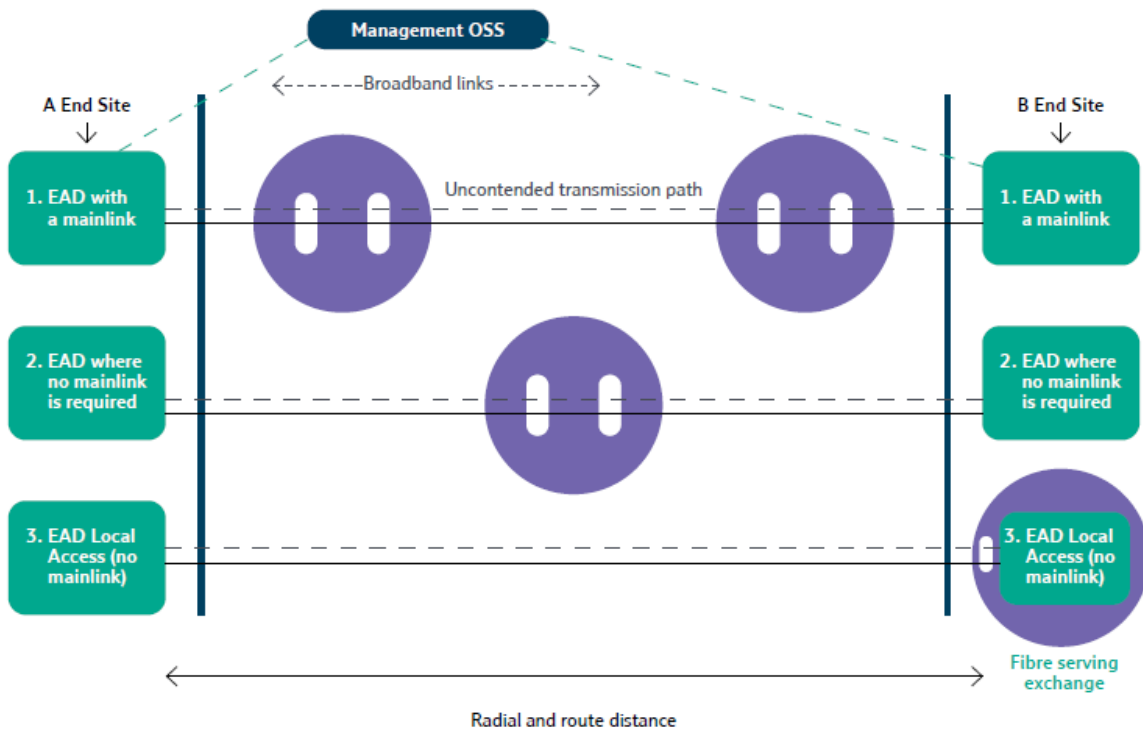 Management OSS
Broadband links
A End Site
B End Site
1. EAD with
a mainlink
Uncontended transmission path
1. EAD with
a mainlink
2. EAD where
no mainlink
is required
2. EAD where
no mainlink
is required
3. EAD Local
Access (no
mainlink)
3. EAD Local
Access (no
mainlink)
Fibre serving
exchange
Radial and route distance